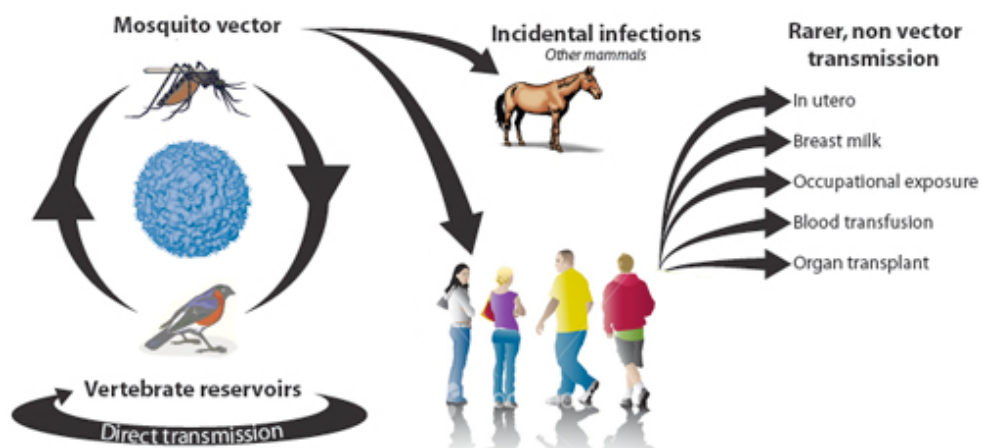 Mosquito vector
Incidental infections
Other mammals
Rarer, non vector
transmission
In utero
Breast milk
Occupational exposure
Blood transfusion
Organ transplant
Vertebrate reservoirs
Direct transmission